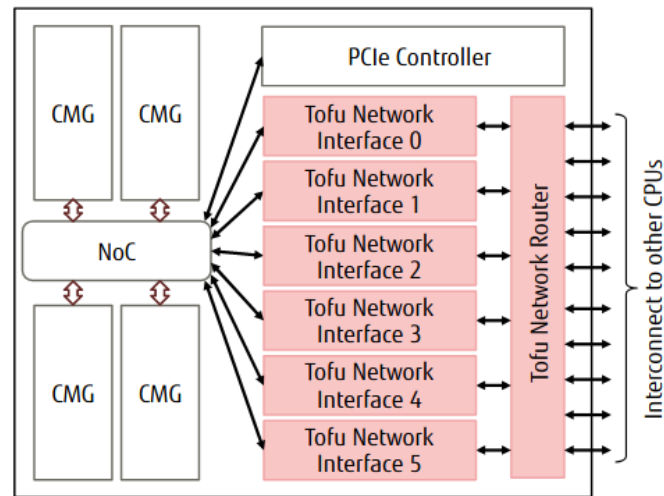 CMG
CMG
PCIe Controller
Tofu Network
Interface 0
Tofu Network
Interface 1
NoC
Tofu Network
Interface 2
Tofu Network
Interface 3
CMG
CMG
Tofu Network
Interface 4
Tofu Network
Interface 5
Tofu Network Router
Interconnect to other CPUs